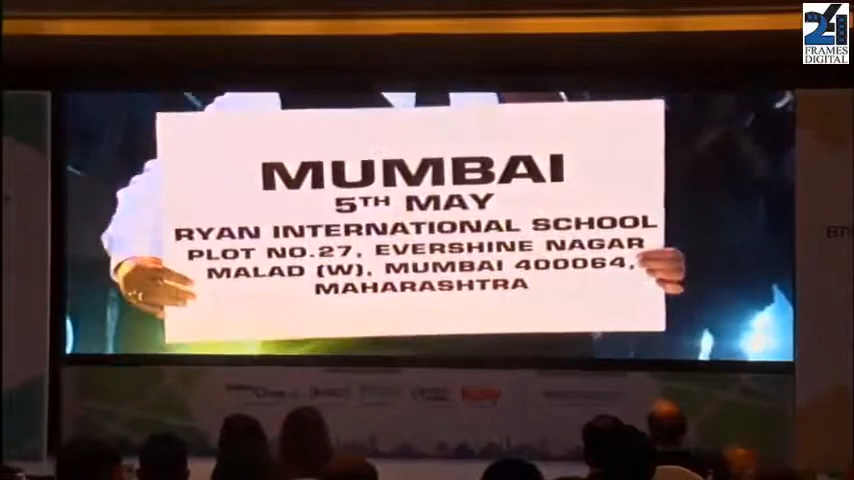 24
FRAMES
DIGITAL
MUMBAI
5TH MAY
RYAN INTERNATIONAL SCHOOL
PLOT NO.27, EVERSHINE NAGAR
MALAD (W), MUMBAI 400064,
MAHARASHTRA